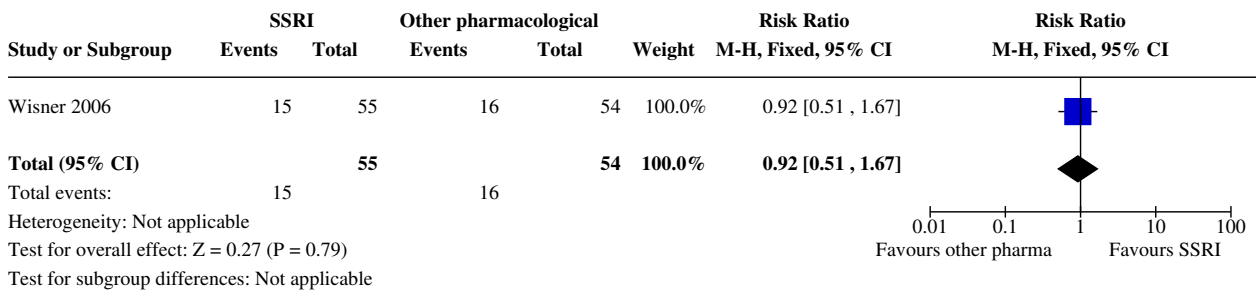 SSRI Other pharmacological Risk Ratio Risk Ratio
Study or Subgroup Events Total Events Total Weight M-H, Fixed, 95% CI M-H, Fixed, 95% CI
Wisner 2006 15 55 16 54 100.0% 0.92 [0.51 , 1.67]
Total (95% CI) 55 54 100.0% 0.92 [0.51 , 1.67]
Total events: 15 16
Heterogeneity: Not applicable
0.01 0.1 1 10 100
Test for overall effect: Z = 0.27 (P = 0.79) Favours other pharma Favours SSRI
Test for subgroup differences: Not applicable